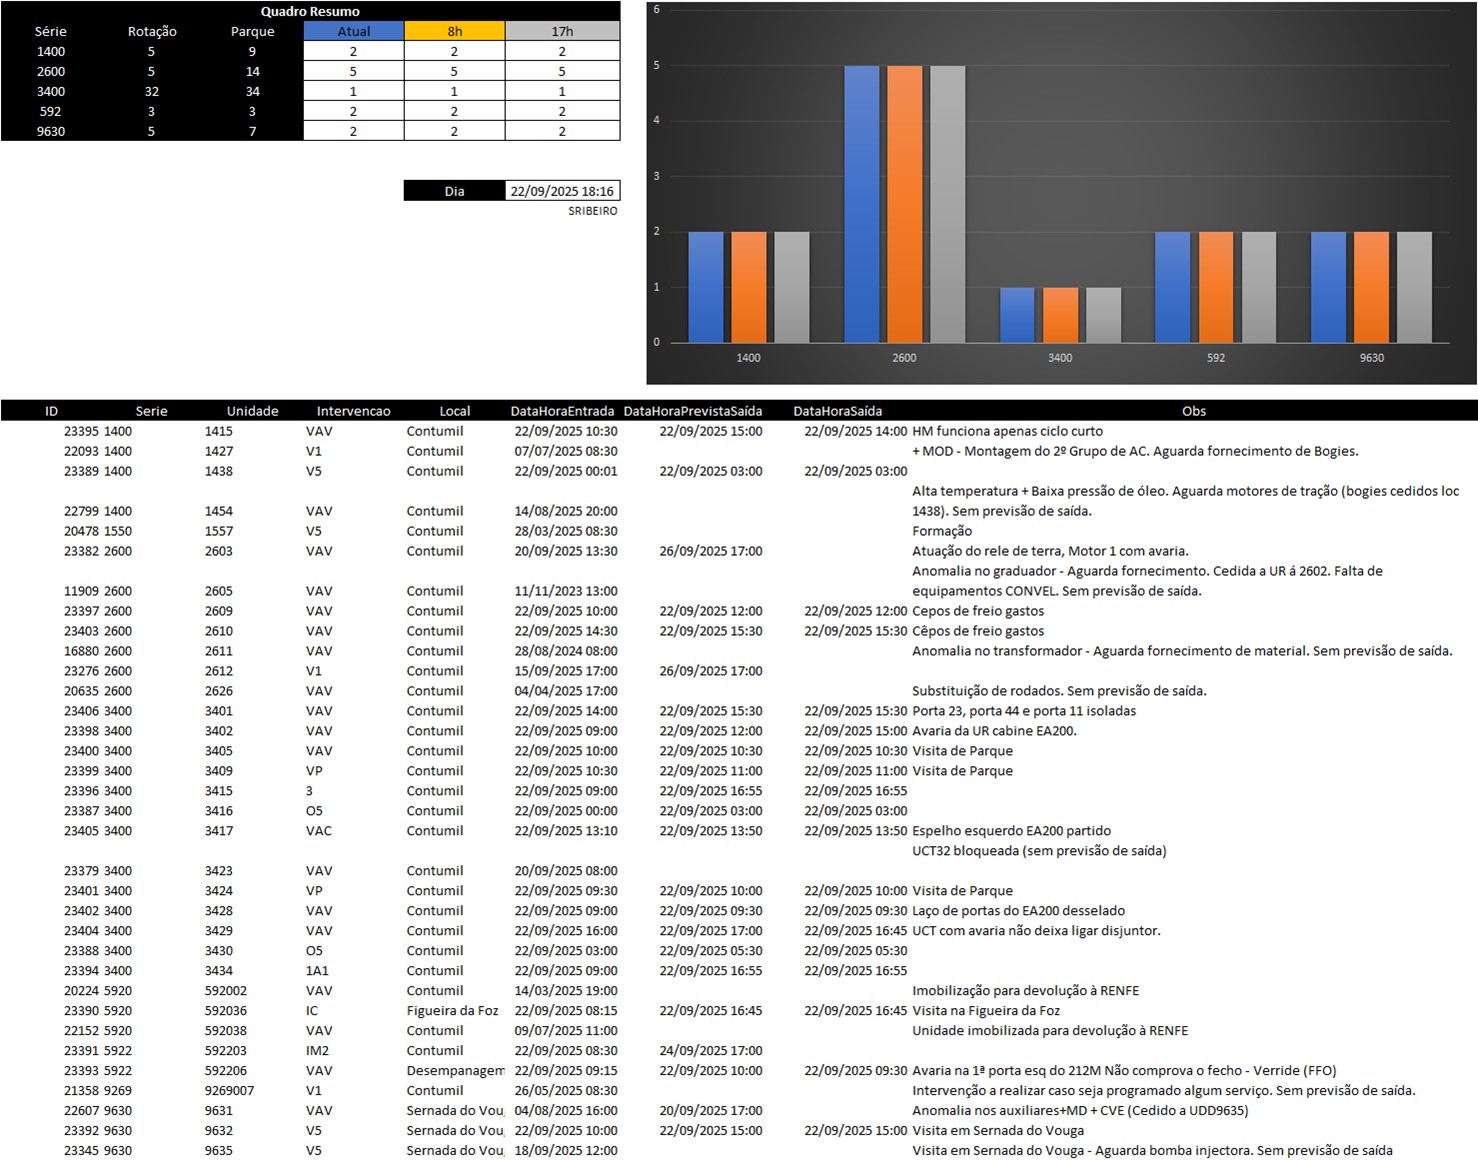 Quadro Resumo
Série Rotação Parque Atual 8h 17h
1400 5 9 2 2 2
2600 5 14 5 5 5
3400 32 34 1 1 1
592 3 3 2 2 2
9630 5 7 2 2 2
Dia 22/09/2025 18:16
SRIBEIRO
6
5
4
3
2
1
0
1400 2600 3400 592 9630
ID Serie Unidade Intervencao Local DataHoraEntrada DataHoraPrevistaSaída DataHoraSaída Obs
23395 1400 1415 VAV Contumil 22/09/2025 10:30 22/09/2025 15:00 22/09/2025 14:00 HM funciona apenas ciclo curto
22093 1400 1427 V1 Contumil 07/07/2025 08:30 + MOD - Montagem do 2º Grupo de AC. Aguarda fornecimento de Bogies.
23389 1400 1438 V5 Contumil 22/09/2025 00:01 22/09/2025 03:00 22/09/2025 03:00
Alta temperatura + Baixa pressão de óleo. Aguarda motores de tração (bogies cedidos loc
22799 1400 1454 VAV Contumil 14/08/2025 20:00 1438). Sem previsão de saída.
20478 1550 1557 V5 Contumil 28/03/2025 08:30 Formação
23382 2600 2603 VAV Contumil 20/09/2025 13:30 26/09/2025 17:00 Atuação do rele de terra, Motor 1 com avaria.
Anomalia no graduador - Aguarda fornecimento. Cedida a UR á 2602. Falta de
11909 2600 2605 VAV Contumil 11/11/2023 13:00 equipamentos CONVEL. Sem previsão de saída.
23397 2600 2609 VAV Contumil 22/09/2025 10:00 22/09/2025 12:00 22/09/2025 12:00 Cepos de freio gastos
23403 2600 2610 VAV Contumil 22/09/2025 14:30 22/09/2025 15:30 22/09/2025 15:30 Cêpos de freio gastos
16880 2600 2611 VAV Contumil 28/08/2024 08:00 Anomalia no transformador - Aguarda fornecimento de material. Sem previsão de saída.
23276 2600 2612 V1 Contumil 15/09/2025 17:00 26/09/2025 17:00
20635 2600 2626 VAV Contumil 04/04/2025 17:00 Substituição de rodados. Sem previsão de saída.
23406 3400 3401 VAV Contumil 22/09/2025 14:00 22/09/2025 15:30 22/09/2025 15:30 Porta 23, porta 44 e porta 11 isoladas
23398 3400 3402 VAV Contumil 22/09/2025 09:00 22/09/2025 12:00 22/09/2025 15:00 Avaria da UR cabine EA200.
23400 3400 3405 VAV Contumil 22/09/2025 10:00 22/09/2025 10:30 22/09/2025 10:30 Visita de Parque
23399 3400 3409 VP Contumil 22/09/2025 10:30 22/09/2025 11:00 22/09/2025 11:00 Visita de Parque
23396 3400 3415 3 Contumil 22/09/2025 09:00 22/09/2025 16:55 22/09/2025 16:55
23387 3400 3416 O5 Contumil 22/09/2025 00:00 22/09/2025 03:00 22/09/2025 03:00
23405 3400 3417 VAC Contumil 22/09/2025 13:10 22/09/2025 13:50 22/09/2025 13:50 Espelho esquerdo EA200 partido
UCT32 bloqueada (sem previsão de saída)
23379 3400 3423 VAV Contumil 20/09/2025 08:00
23401 3400 3424 VP Contumil 22/09/2025 09:30 22/09/2025 10:00 22/09/2025 10:00 Visita de Parque
23402 3400 3428 VAV Contumil 22/09/2025 09:00 22/09/2025 09:30 22/09/2025 09:30 Laço de portas do EA200 desselado
23404 3400 3429 VAV Contumil 22/09/2025 16:00 22/09/2025 17:00 22/09/2025 16:45 UCT com avaria não deixa ligar disjuntor.
23388 3400 3430 O5 Contumil 22/09/2025 03:00 22/09/2025 05:30 22/09/2025 05:30
23394 3400 3434 1A1 Contumil 22/09/2025 09:00 22/09/2025 16:55 22/09/2025 16:55
20224 5920 592002 VAV Contumil 14/03/2025 19:00 Imobilização para devolução à RENFE
23390 5920 592036 IC Figueira da Foz 22/09/2025 08:15 22/09/2025 16:45 22/09/2025 16:45 Visita na Figueira da Foz
22152 5920 592038 VAV Contumil 09/07/2025 11:00 Unidade imobilizada para devolução à RENFE
23391 5922 592203 IM2 Contumil 22/09/2025 08:30 24/09/2025 17:00
23393 5922 592206 VAV Desempanagem 22/09/2025 09:15 22/09/2025 10:00 22/09/2025 09:30 Avaria na 1ª porta esq do 212M Não comprova o fecho - Verride (FFO)
21358 9269 9269007 V1 Contumil 26/05/2025 08:30 Intervenção a realizar caso seja programado algum serviço. Sem previsão de saída.
22607 9630 9631 VAV Sernada do Voug 04/08/2025 16:00 20/09/2025 17:00 Anomalia nos auxiliares+MD + CVE (Cedido a UDD9635)
23392 9630 9632 V5 Sernada do Voug 22/09/2025 10:00 22/09/2025 15:00 22/09/2025 15:00 Visita em Sernada do Vouga
23345 9630 9635 V5 Sernada do Voug 18/09/2025 12:00 Visita em Sernada do Vouga - Aguarda bomba injectora. Sem previsão de saída